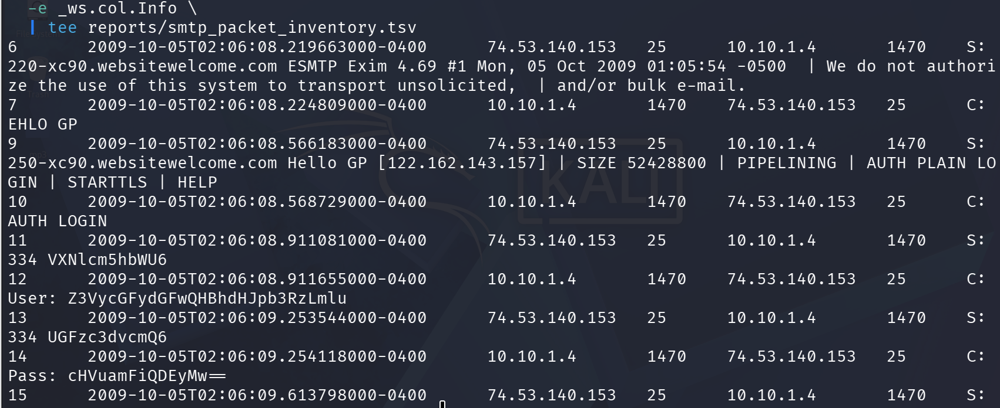 -e _ws.col.Info \
| tee reports/smtp_packet_inventory.tsv
6 2009-10-05T02:06:08.219663000-0400 74.53.140.153 25 10.10.1.4 1470 S:
220-xc90.websitewelcome.com ESMTP Exim 4.69 #1 Mon, 05 Oct 2009 01:05:54 -0500  | We do not authori
ze the use of this system to transport unsolicited,  | and/or bulk e-mail.
7 2009-10-05T02:06:08.224809000-0400 10.10.1.4 1470 74.53.140.153 25 C:
EHLO GP
9 2009-10-05T02:06:08.566183000-0400 74.53.140.153 25 10.10.1.4 1470 S:
250-xc90.websitewelcome.com Hello GP [122.162.143.157] | SIZE 52428800 | PIPELINING | AUTH PLAIN LO
GIN | STARTTLS | HELP
10 2009-10-05T02:06:08.568729000-0400 10.10.1.4 1470 74.53.140.153 25 C:
AUTH LOGIN
11 2009-10-05T02:06:08.911081000-0400 74.53.140.153 25 10.10.1.4 1470 S:
334 VXNlcm5hbWU6
12 2009-10-05T02:06:08.911655000-0400 10.10.1.4 1470 74.53.140.153 25 C:
User: Z3VycGFydGFwQHBhdHJpb3RzLmlu
13 2009-10-05T02:06:09.253544000-0400 74.53.140.153 25 10.10.1.4 1470 S:
334 UGFzc3dvcmQ6
14 2009-10-05T02:06:09.254118000-0400 10.10.1.4 1470 74.53.140.153 25 C:
Pass: cHVuamFiQDEyMw==
15 2009-10-05T02:06:09.613798000-0400 74.53.140.153 25 10.10.1.4 1470 S:
KALI
File System
Trash
mp3